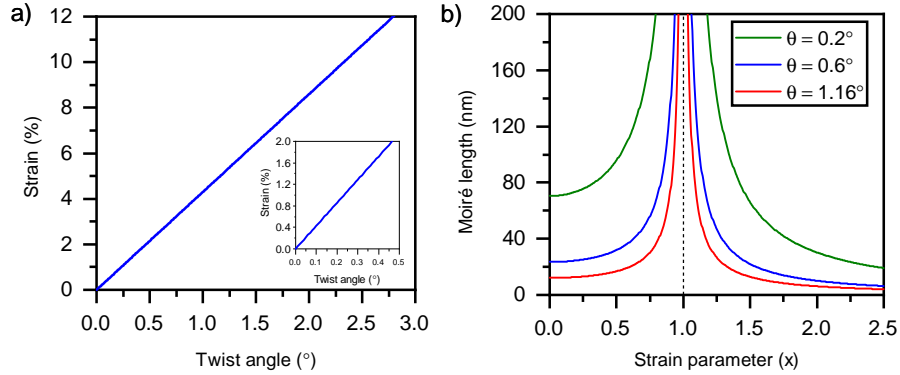 a)
12
10
8
6
4
2
0
Strain (%)
0.0 0.5 1.0 1.5 2.0 2.5 3.0
Twist angle (°)
2.0
1.6
1.2
0.8
0.4
0.0
Strain (%)
0.0 0.1 0.2 0.3 0.4 0.5
Twist angle (°)
b)
200
160
120
80
40
0
Moiré length (nm)
0.0 0.5 1.0 1.5 2.0 2.5
Strain parameter (x)
θ = 0.2°
θ = 0.6°
θ = 1.16°